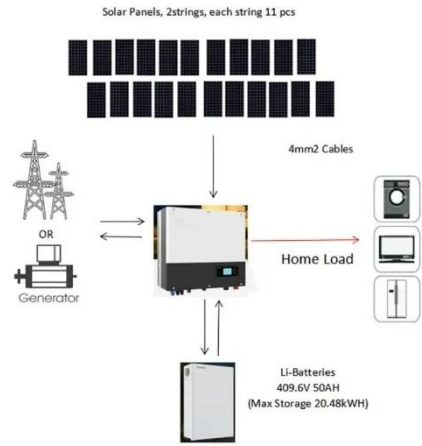 Solar Panels, 2strings, each string 11 pcs
4mm2 Cables
OR
Generator
Home Load
Li-Batteries
409.6V 50AH
(Max Storage 20.48kWH)